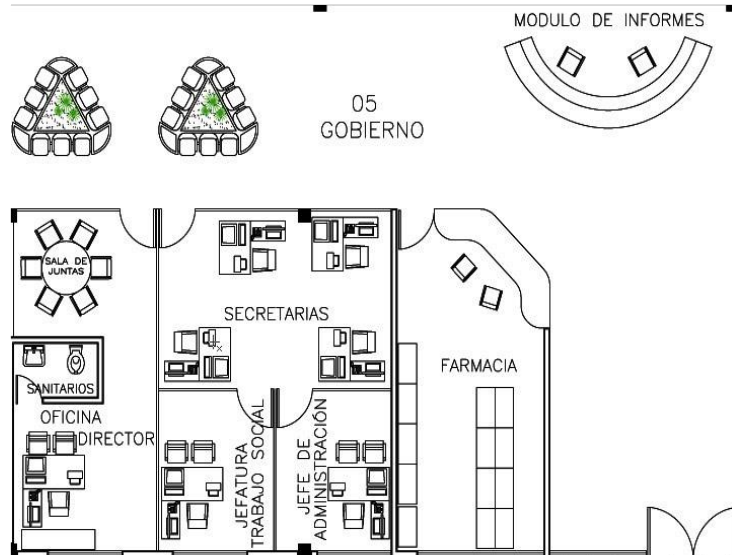 MODULO DE INFORMES
05
GOBIERNO
SALA DE
JUNTAS
SECRETARIAS
FARMACIA
SANITARIOS
OFICINA
DIRECTOR
JEFATURA
TRABAJO SOCIAL
JEFE DE
ADMINISTRACIÓN